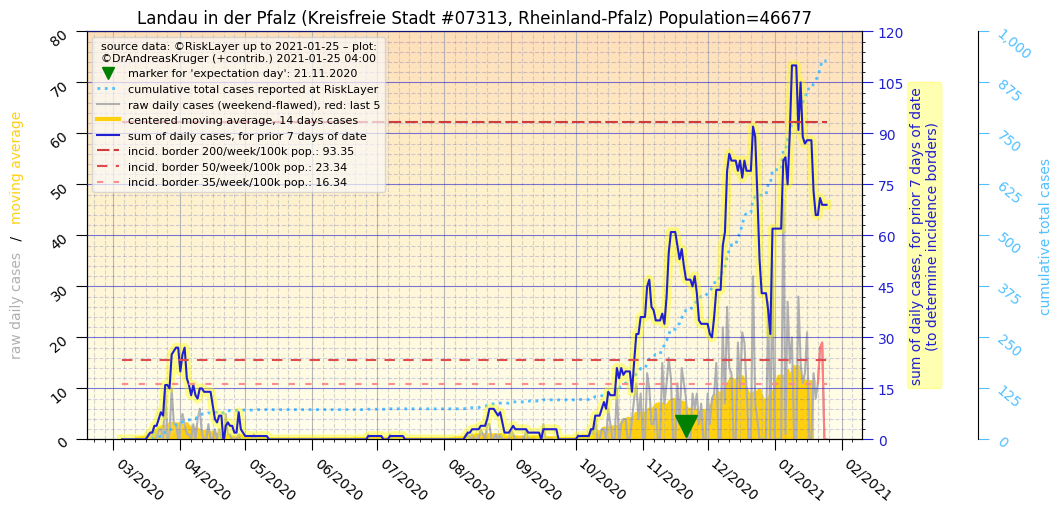 Landau in der Pfalz (Kreisfreie Stadt #07313, Rheinland-Pfalz) Population=46677
source data: ©RiskLayer up to 2021-01-25 – plot:
©DrAndreasKruger (+contrib.) 2021-01-25 04:00
marker for 'expectation day': 21.11.2020
cumulative total cases reported at RiskLayer
raw daily cases (weekend-flawed), red: last 5
centered moving average, 14 days cases
sum of daily cases, for prior 7 days of date
incid. border 200/week/100k pop.: 93.35
incid. border 50/week/100k pop.: 23.34
incid. border 35/week/100k pop.: 16.34
raw daily cases / moving average
80
70
60
50
40
30
20
10
0
03/2020
04/2020
05/2020
06/2020
07/2020
08/2020
09/2020
10/2020
11/2020
12/2020
01/2021
02/2021
120
105
90
75
60
45
30
15
0
sum of daily cases, for prior 7 days of date
(to determine incidence borders)
1,000
875
750
625
500
375
250
125
0
cumulative total cases